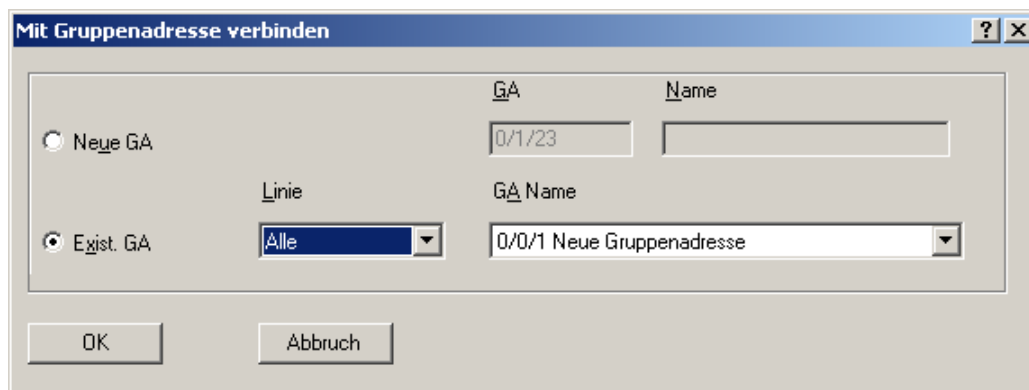 Mit Gruppenadresse verbinden
GA Name
Neue GA 0/1/23
Linie GA Name
Exist. GA Alle 0/0/1 Neue Gruppenadresse
OK Abbruch